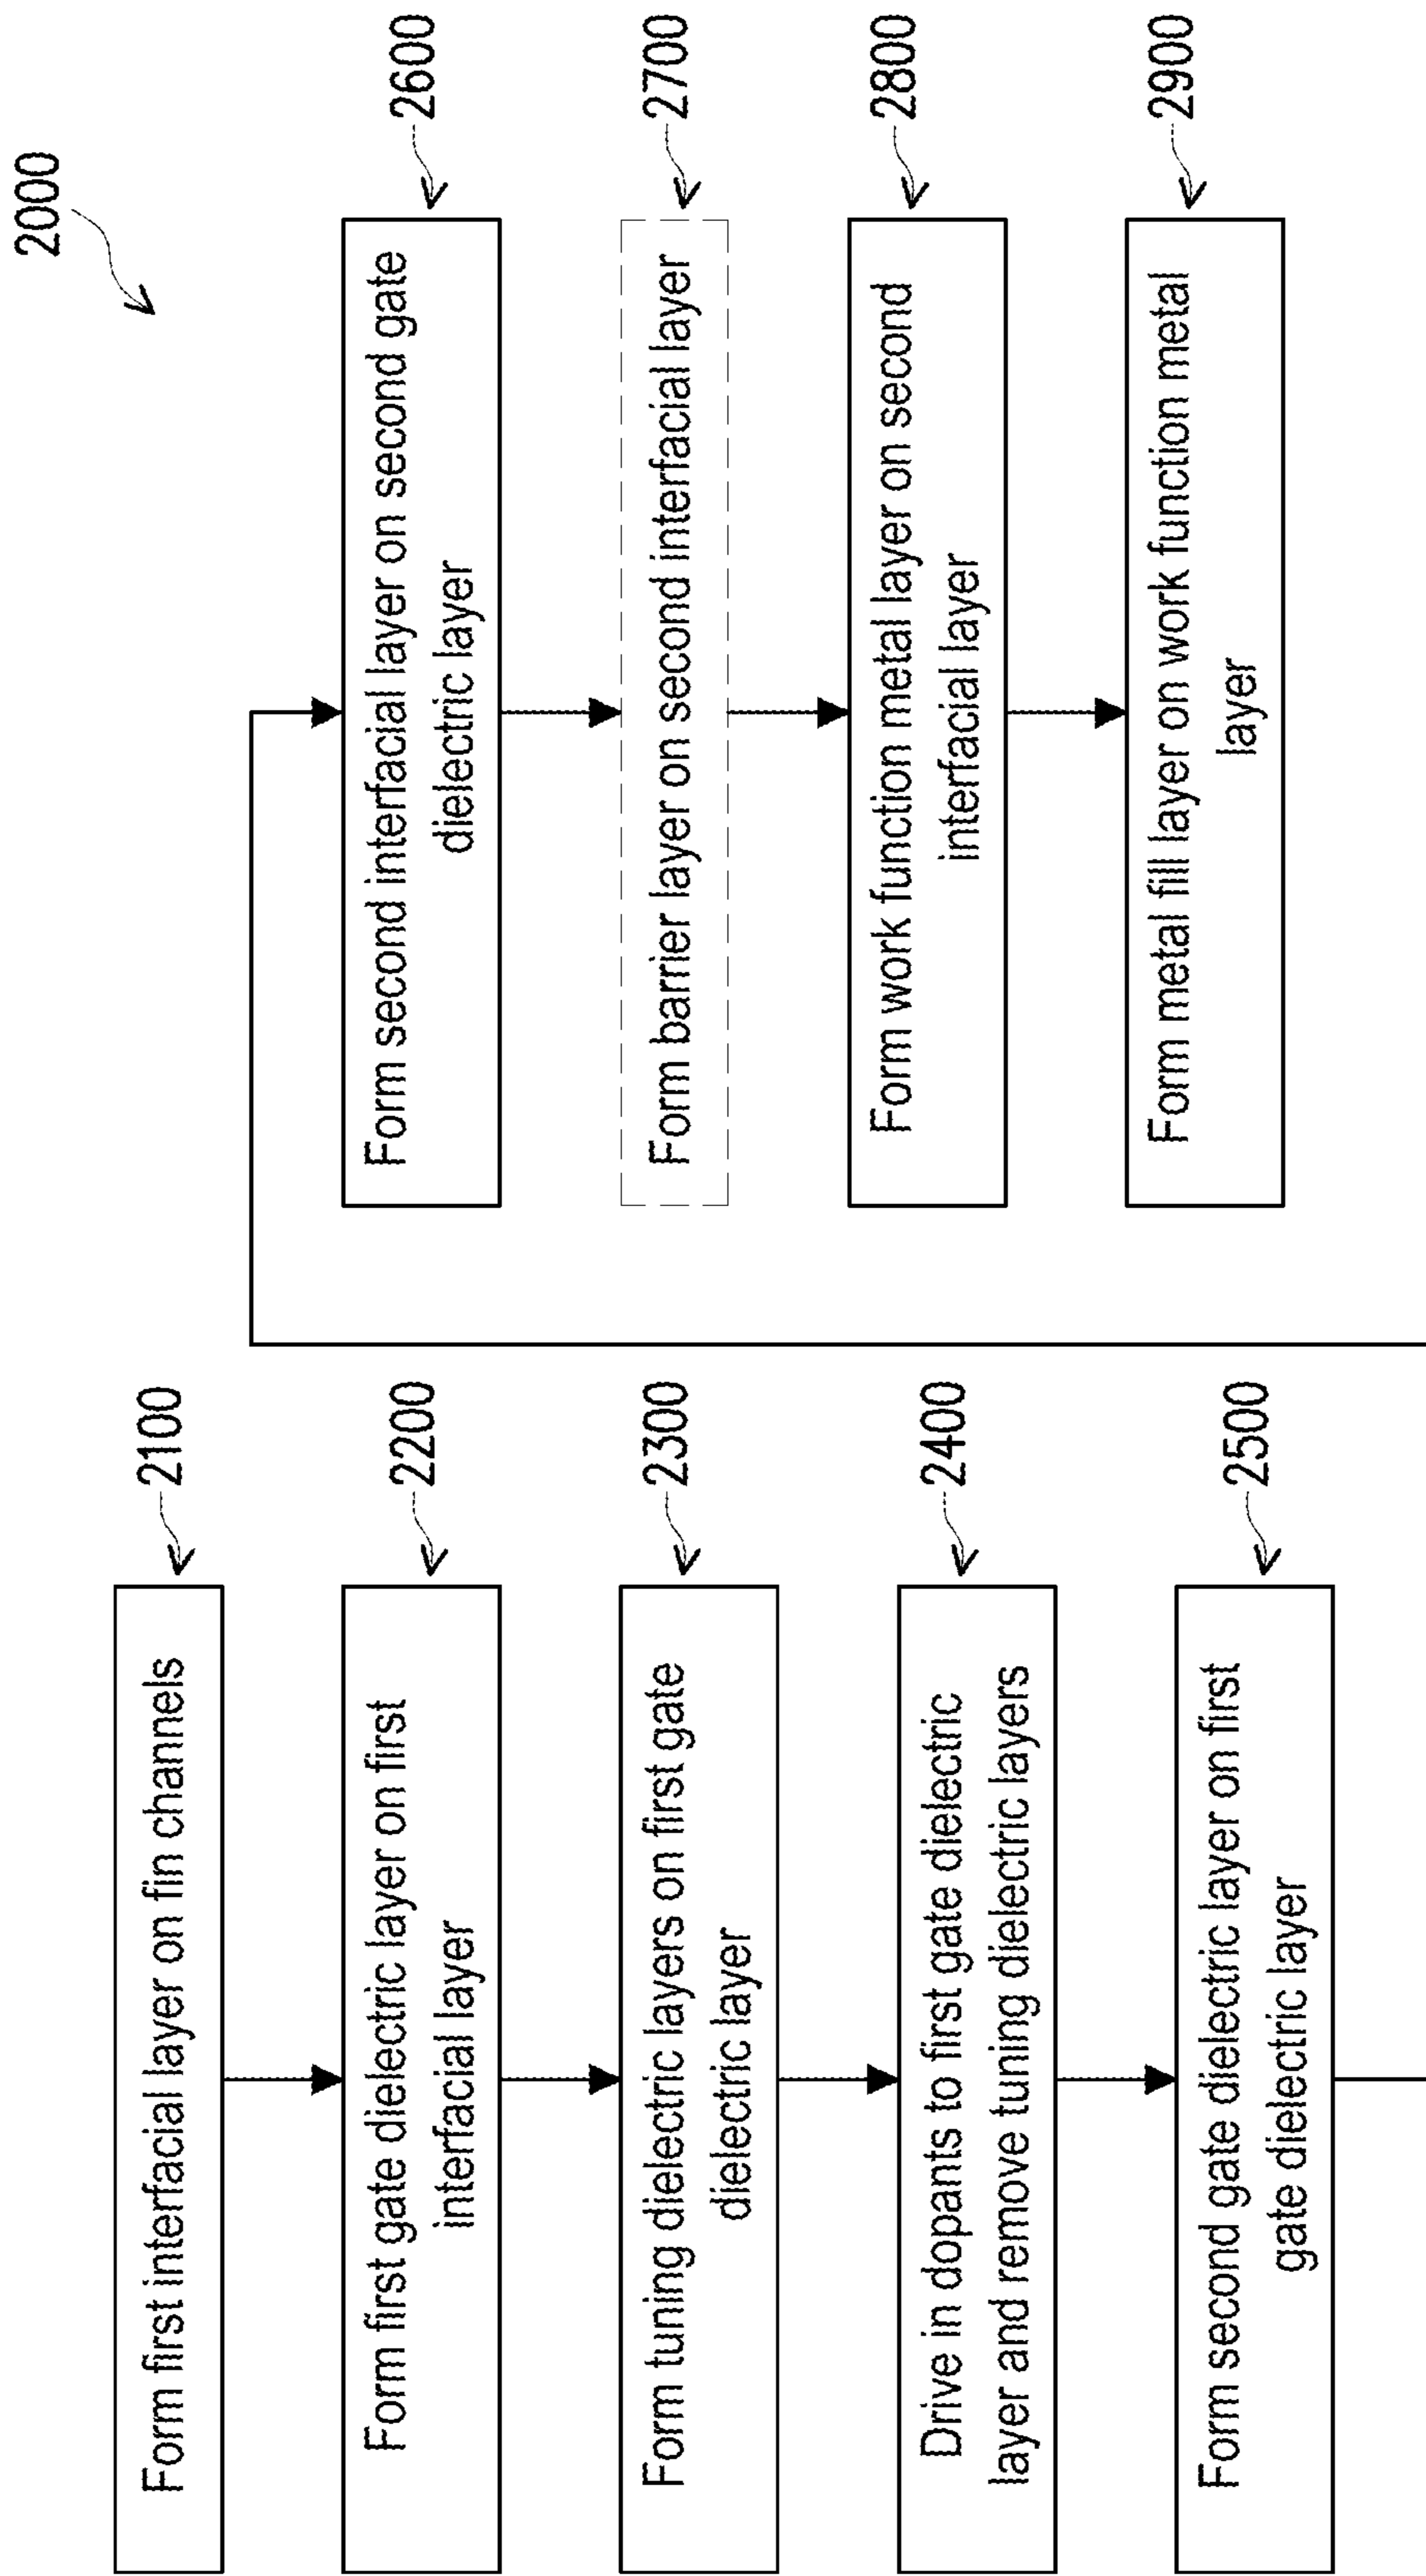 2000
Form first interfacial layer on fin channels
2100
Form first gate dielectric layer on first
interfacial layer
2200
Form tuning dielectric layers on first gate
dielectric layer
2300
Drive in dopants to first gate dielectric
layer and remove tuning dielectric layers
2400
Form second gate dielectric layer on first
gate dielectric layer
2500
Form second interfacial layer on second gate
dielectric layer
2600
Form barrier layer on second interfacial layer
2700
Form work function metal layer on second
interfacial layer
2800
Form metal fill layer on work function metal
layer
2900